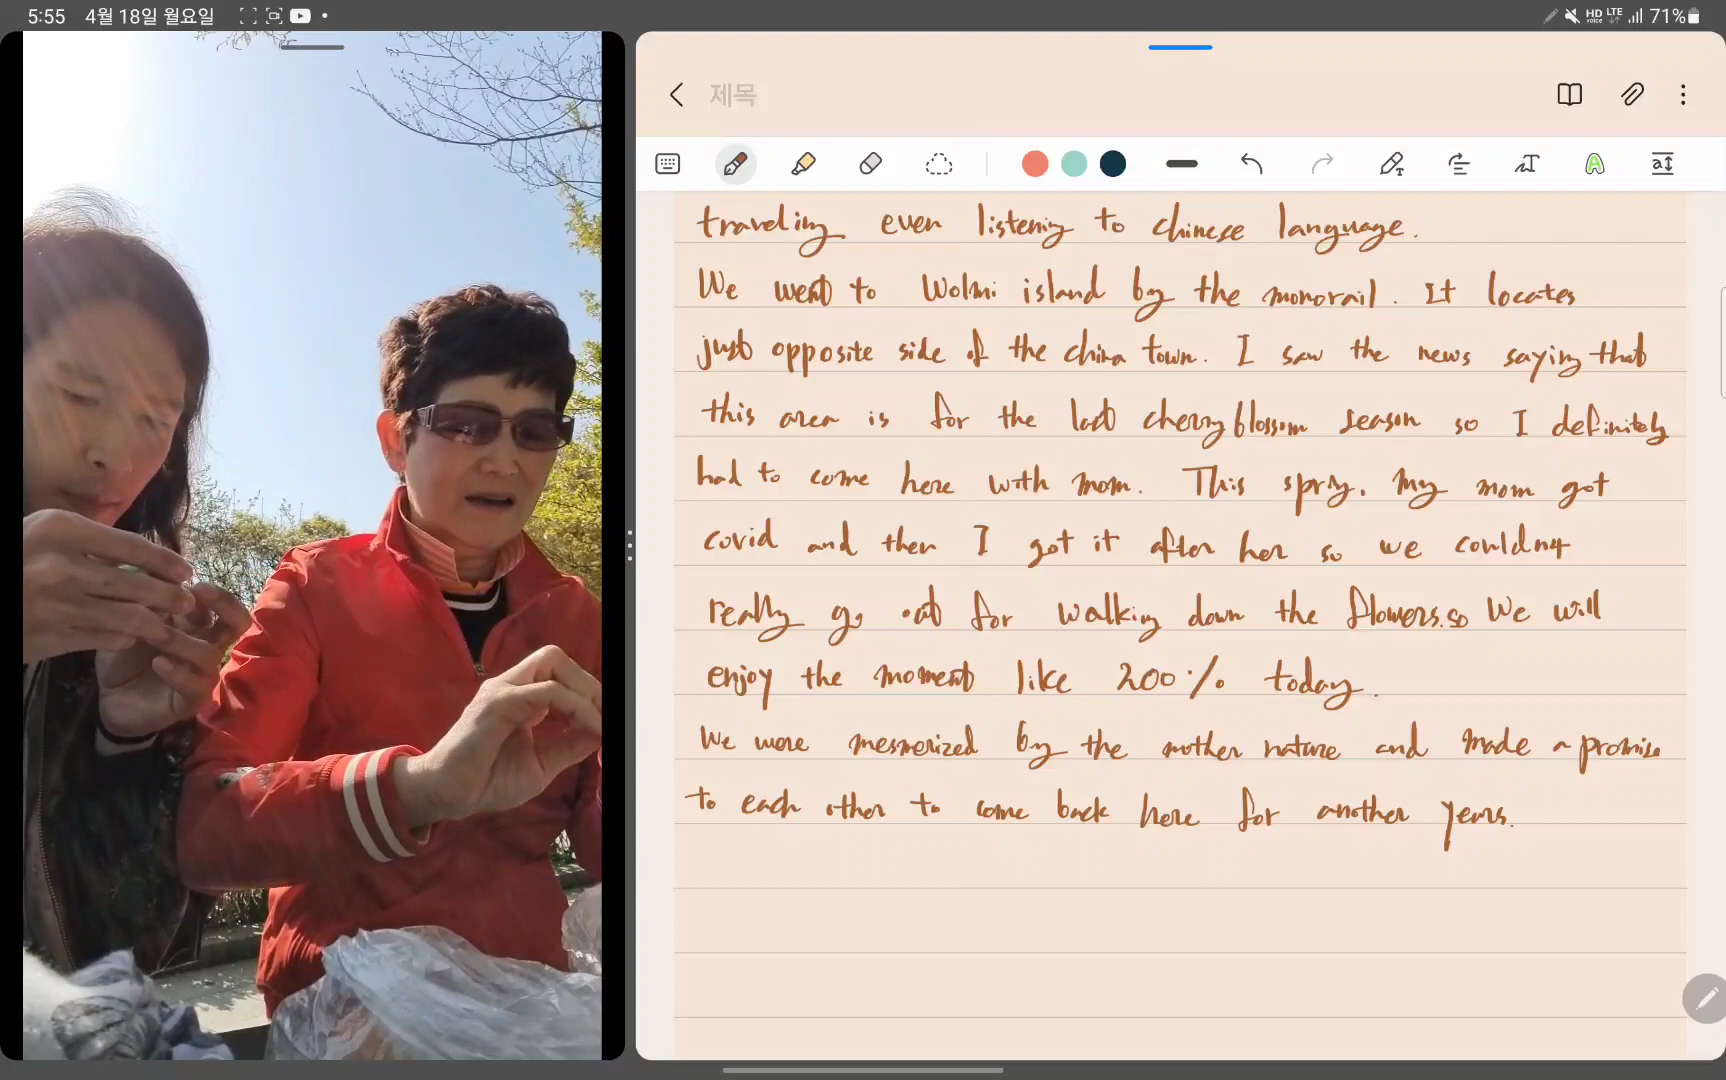 5:55 4월 18일 월요일
HD voice LTE 71%
제목
traveling even listening to chinese language.
We went to Wolmi island by the monorail. It locates
just opposite side of the china town. I saw the news saying that
this area is for the last cherry blossom season so I definitely
had to come here with mom. This spring, my mom got
covid and then I got it after her so we couldn't
really go out for walking down the flowers. so We will
enjoy the moment like 200% today.
We were mesmerized by the mother nature and made a promise
to each other to come back here for another years.